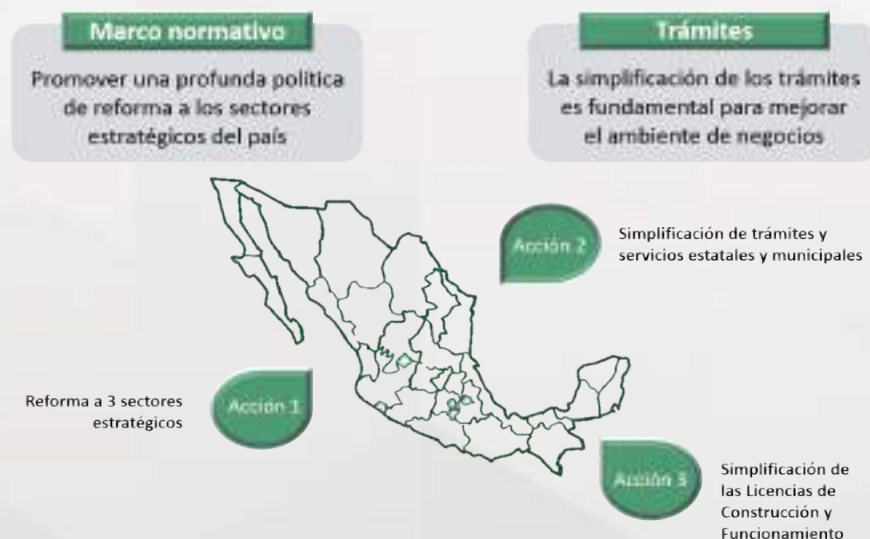 Marco normativo
Promover una profunda política
de reforma a los sectores
estratégicos del país
Trámites
La simplificación de los trámites
es fundamental para mejorar
el ambiente de negocios
Acción 2
Simplificación de trámites y
servicios estatales y municipales
Reforma a 3 sectores
estratégicos
Acción 1
Acción 3
Simplificación de
las Licencias de
Construcción y
Funcionamiento